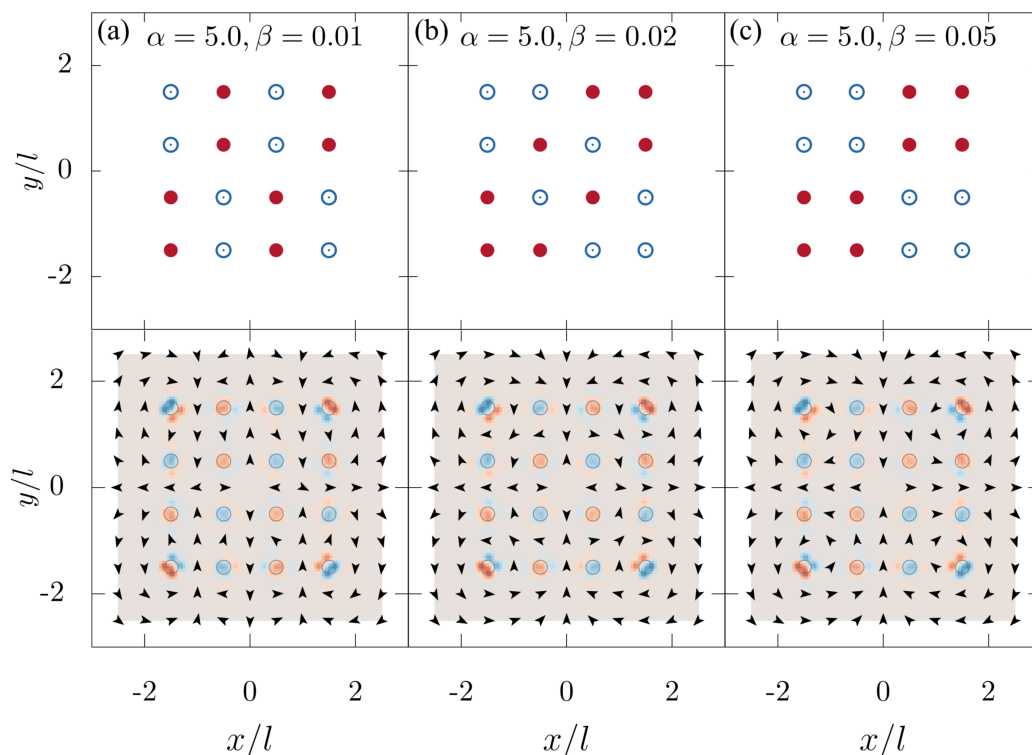 (a) α = 5.0, β = 0.01
(b) α = 5.0, β = 0.02
(c) α = 5.0, β = 0.05
2
0
-2
y/l
2
0
-2
y/l
-2 0 2
-2 0 2
-2 0 2
x/l
x/l
x/l